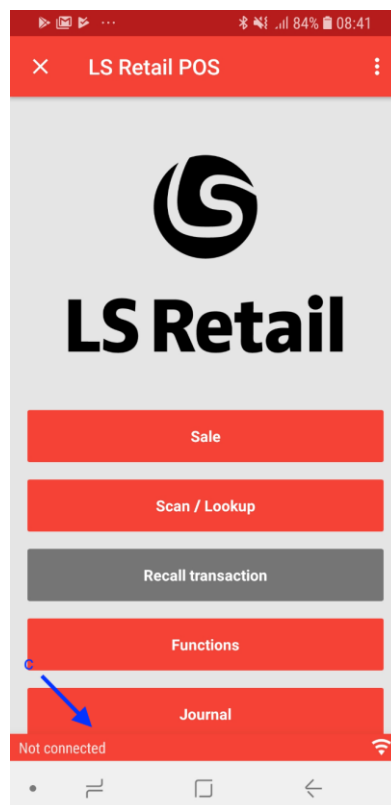 84% 08:41
LS Retail POS
LS Retail
Sale
Scan / Lookup
Recall transaction
Functions
C
Journal
Not connected